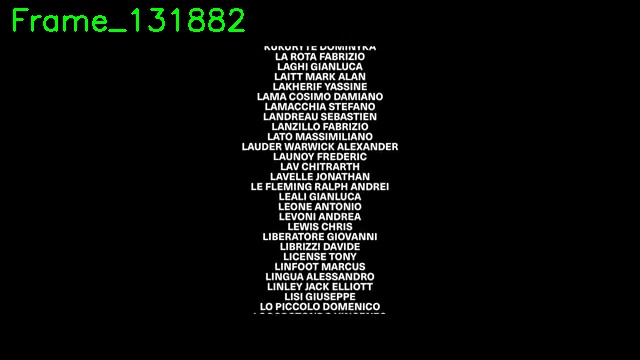 Frame_131882
KUKURYTE DOMINYKA
LA ROTA FABRIZIO
LAGHI GIANLUCA
LAITT MARK ALAN
LAKHERIF YASSINE
LAMA COSIMO DAMIANO
LAMACCHIA STEFANO
LANDREAU SEBASTIEN
LANZILLO FABRIZIO
LATO MASSIMILIANO
LAUDER WARWICK ALEXANDER
LAUNOY FREDERIC
LAV CHITRARTH
LAVELLE JONATHAN
LE FLEMING RALPH ANDREI
LEALI GIANLUCA
LEONE ANTONIO
LEVONI ANDREA
LEWIS CHRIS
LIBERATORE GIOVANNI
LIBRIZZI DAVIDE
LICENSE TONY
LINFOOT MARCUS
LINGUA ALESSANDRO
LINLEY JACK ELLIOTT
LISI GIUSEPPE
LO PICCOLO DOMENICO